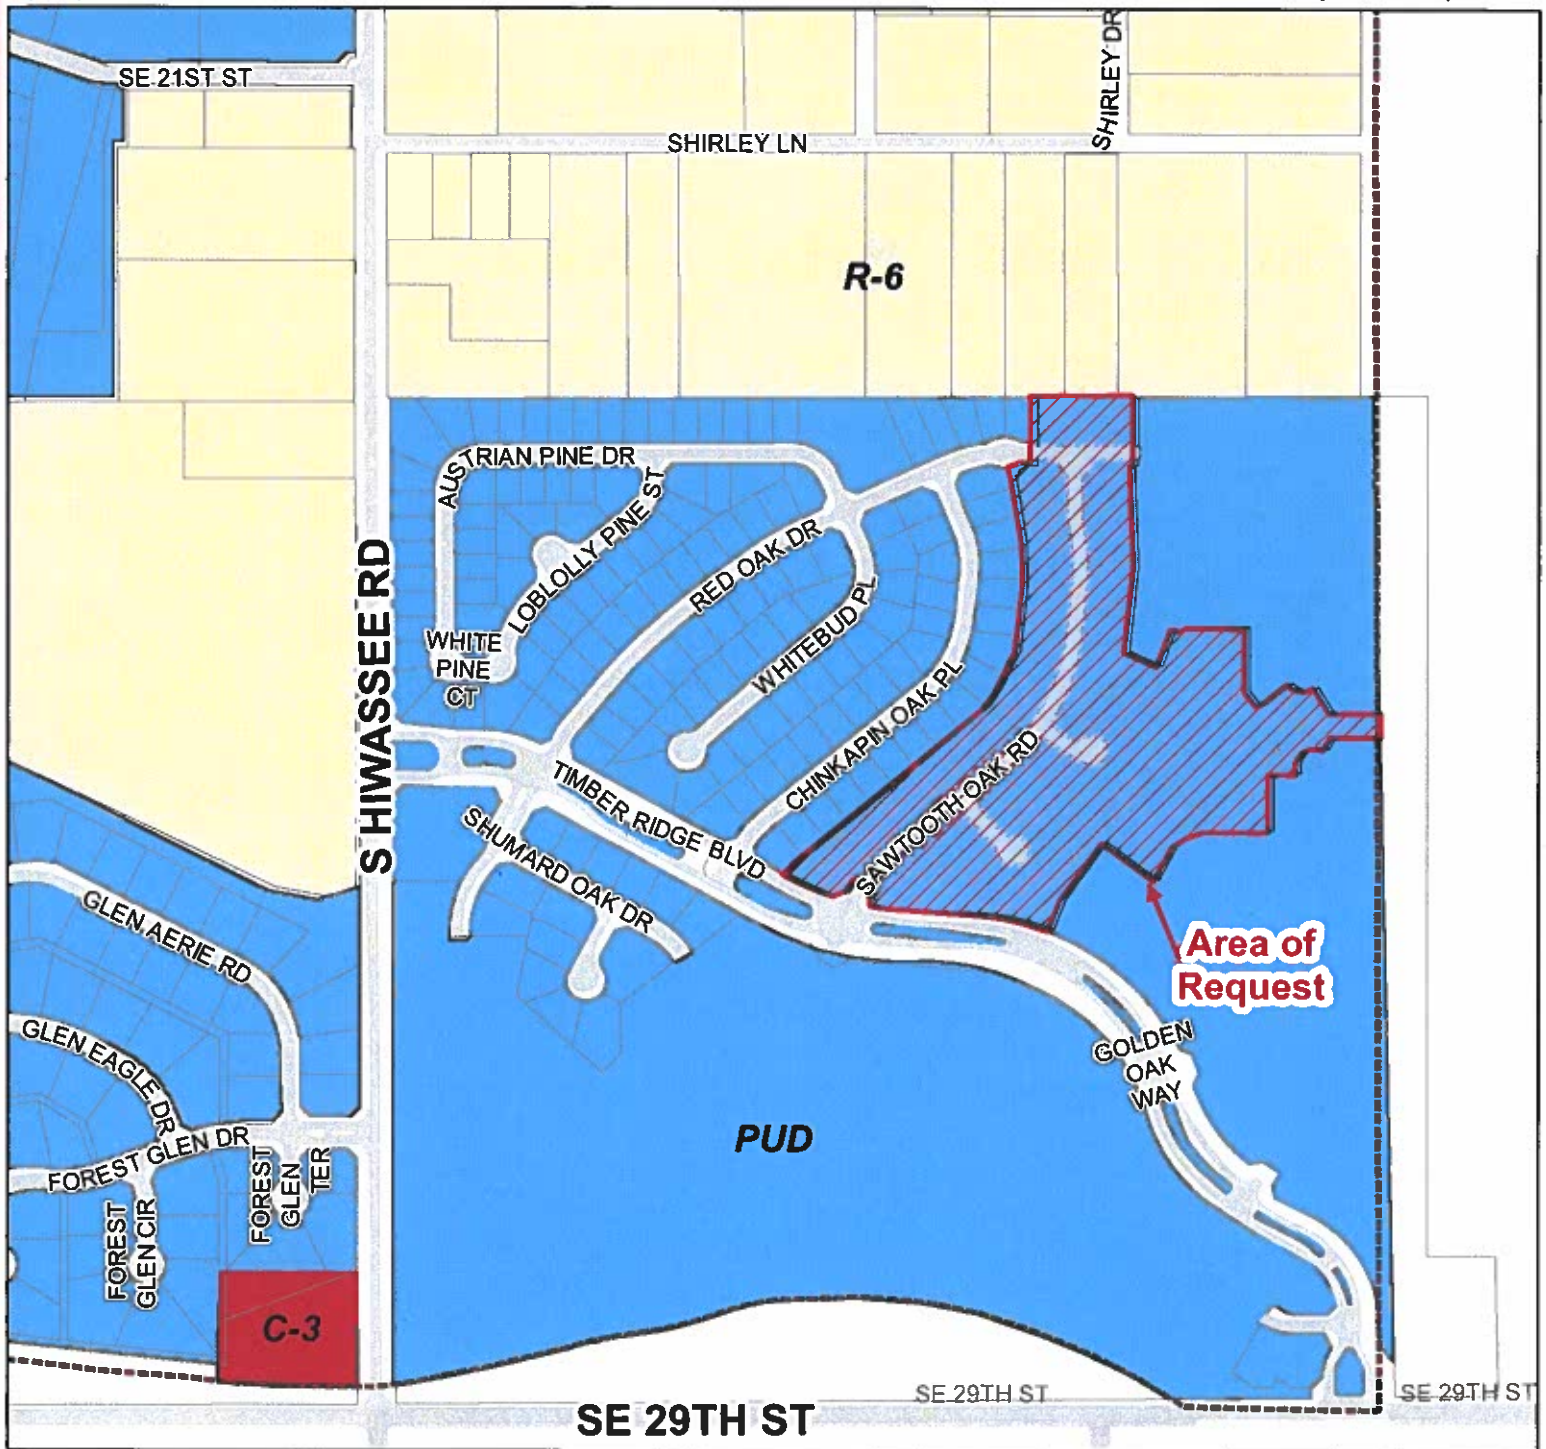 SE 21ST ST
SHIRLEY DR
SHIRLEY LN
R-6
AUSTRIAN PINE DR
LOBLOLLY PINE ST
RED OAK DR
WHITEBUD PL
WHITE
PINE
CT
S HIWASSEE RD
CHINKAPIN OAK PL
SAWTOOTH OAK RD
TIMBER RIDGE BLVD
SHUMARD OAK DR
GLEN AERIE RD
Area of
Request
GLEN EAGLE DR
GOLDEN
OAK
WAY
PUD
FOREST GLEN DR
FOREST
GLEN
TER
FOREST
GLEN CIR
C-3
SE 29TH ST
SE 29TH ST
SE 29TH ST